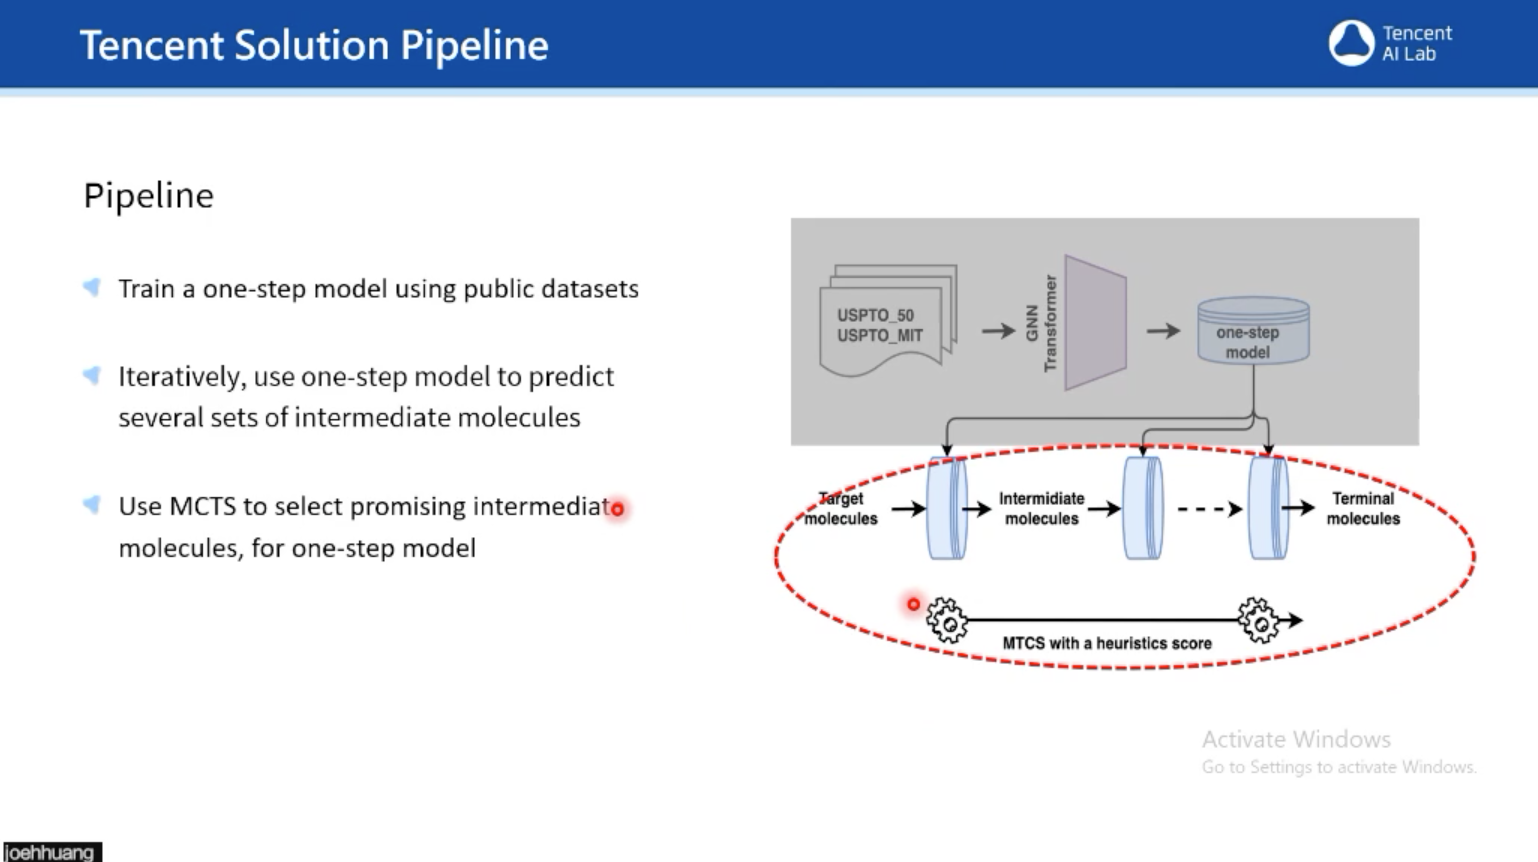 Tencent Solution Pipeline
Tencent
AI Lab
Pipeline
Train a one-step model using public datasets
Iteratively, use one-step model to predict
several sets of intermediate molecules
Use MCTS to select promising intermediate
molecules, for one-step model
USPTO_50
USPTO_MIT
GNN
Transformer
one-step
model
Target
molecules
Intermidiate
molecules
Terminal
molecules
MTCS with a heuristics score
Activate Windows
Go to Settings to activate Windows.
joehhuang